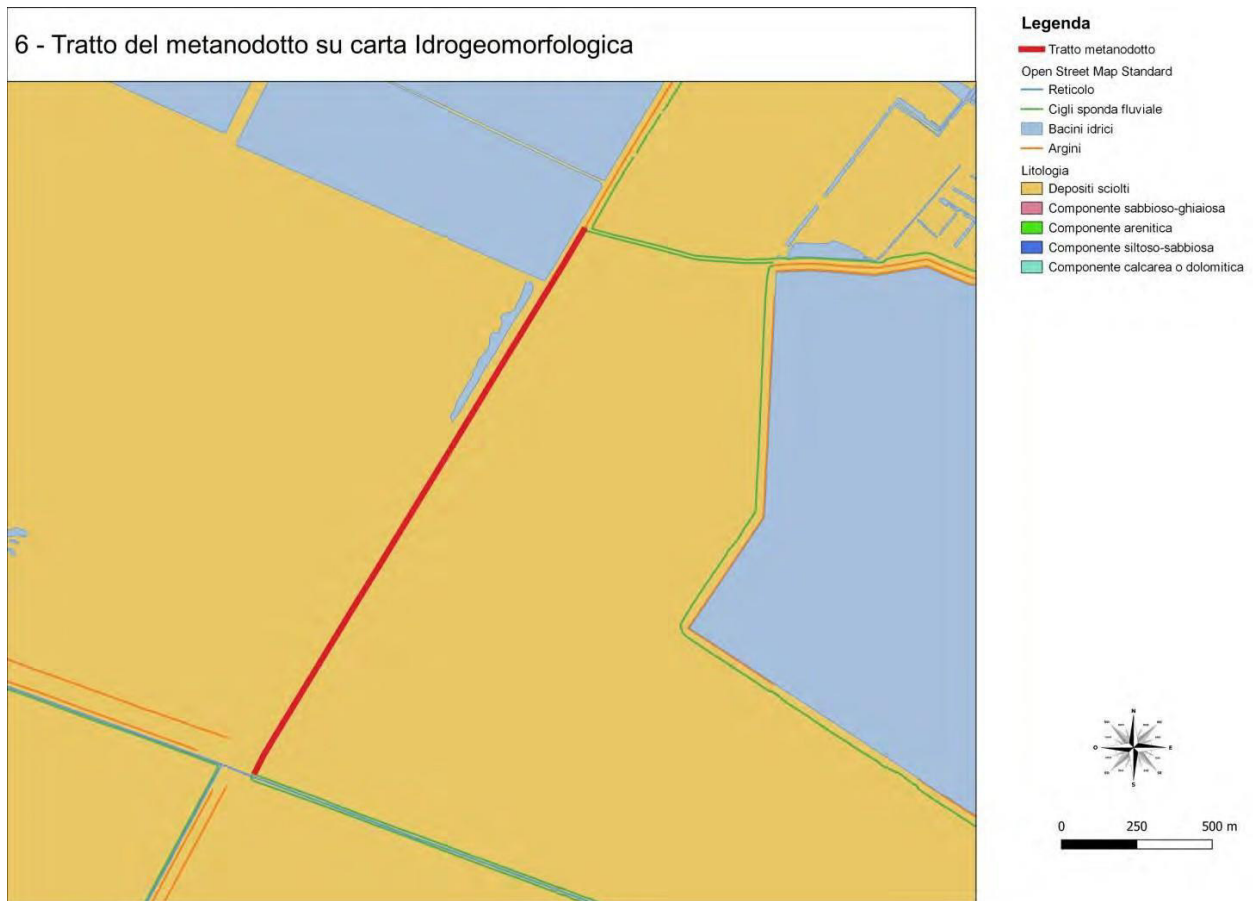 6 - Tratto del metanodotto su carta Idrogeomorfologica
Legenda
Tratto metanodotto
Open Street Map Standard
Reticolo
Cigli sponda fluviale
Bacini idrici
Argini
Litologia
Depositi sciolti
Componente sabbioso-ghiaiosa
Componente arenitica
Componente siltoso-sabbiosa
Componente calcarea o dolomitica
N
O
E
S
0 250 500 m